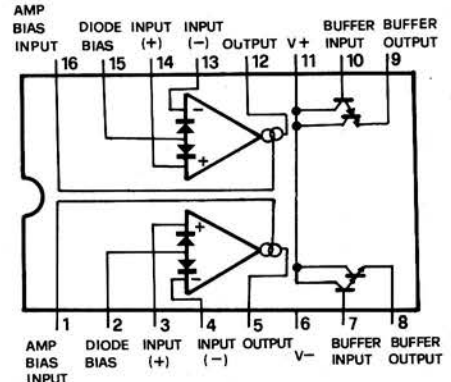 AMP
BIAS
INPUT
DIODE
BIAS
INPUT
(+)
INPUT
(-)
OUTPUT
V+
BUFFER
INPUT
BUFFER
OUTPUT
16 15 14 13 12 11 10 9
-
+
+
-
1 2 3 4 5 6 7 8
AMP
BIAS
INPUT
DIODE
BIAS
INPUT
(+)
INPUT
(-)
OUTPUT
V-
BUFFER
INPUT
BUFFER
OUTPUT